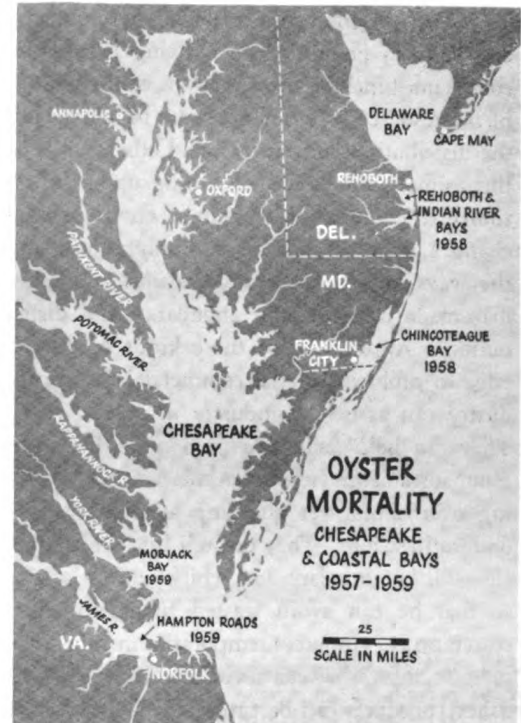 ANNAPOLIS
OXFORD
DELAWARE
BAY
CAPE MAY
REHOBOTH
REHOBOTH &
INDIAN RIVER
BAYS
1958
DEL.
MD.
PATUXENT RIVER
POTOMAC RIVER
FRANKLIN
CITY
CHINCOTEAGUE
BAY
1958
CHESAPEAKE
BAY
RAPPAHANNOCK R.
YORK RIVER
MOBJACK
BAY
1959
JAMES R.
HAMPTON ROADS
1959
VA.
NORFOLK
OYSTER
MORTALITY
CHESAPEAKE
& COASTAL BAYS
1957-1959
25
SCALE IN MILES